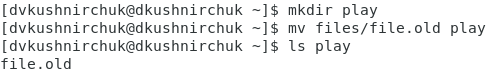 [dvkushnirchuk@dkushnirchuk ~]$ mkdir play
[dvkushnirchuk@dkushnirchuk ~]$ mv files/file.old play
[dvkushnirchuk@dkushnirchuk ~]$ ls play
file.old